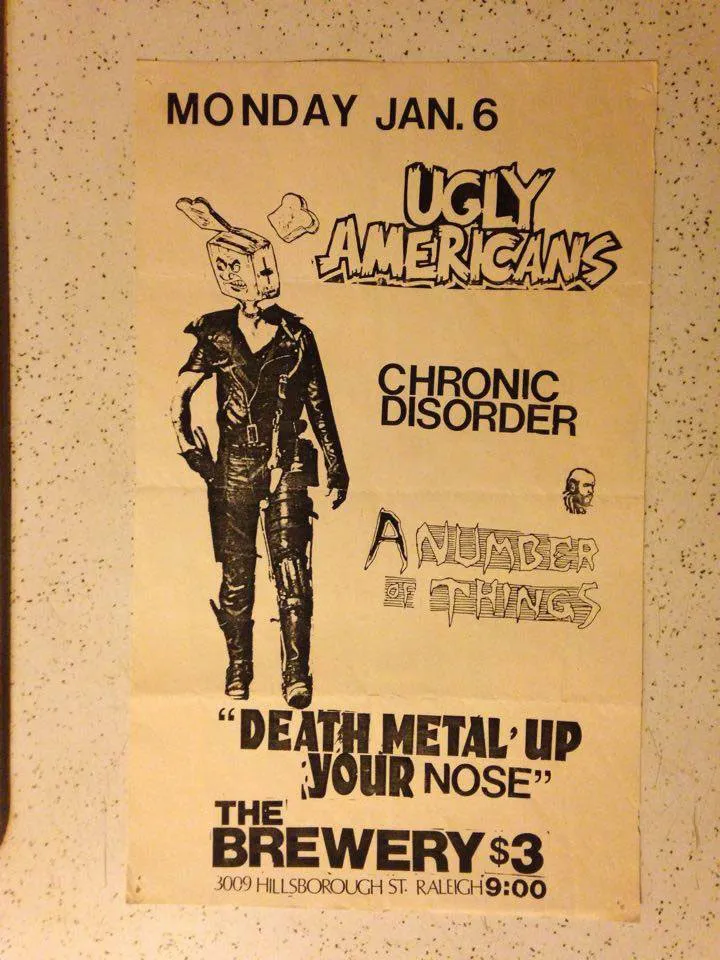 MONDAY JAN. 6
UGLY
AMERICANS
CHRONIC
DISORDER
A NUMBER
OF THINGS
“DEATH METAL’ UP
YOUR NOSE”
THE
BREWERY $3
3009 HILLSBOROUGH ST. RALEIGH 9:00